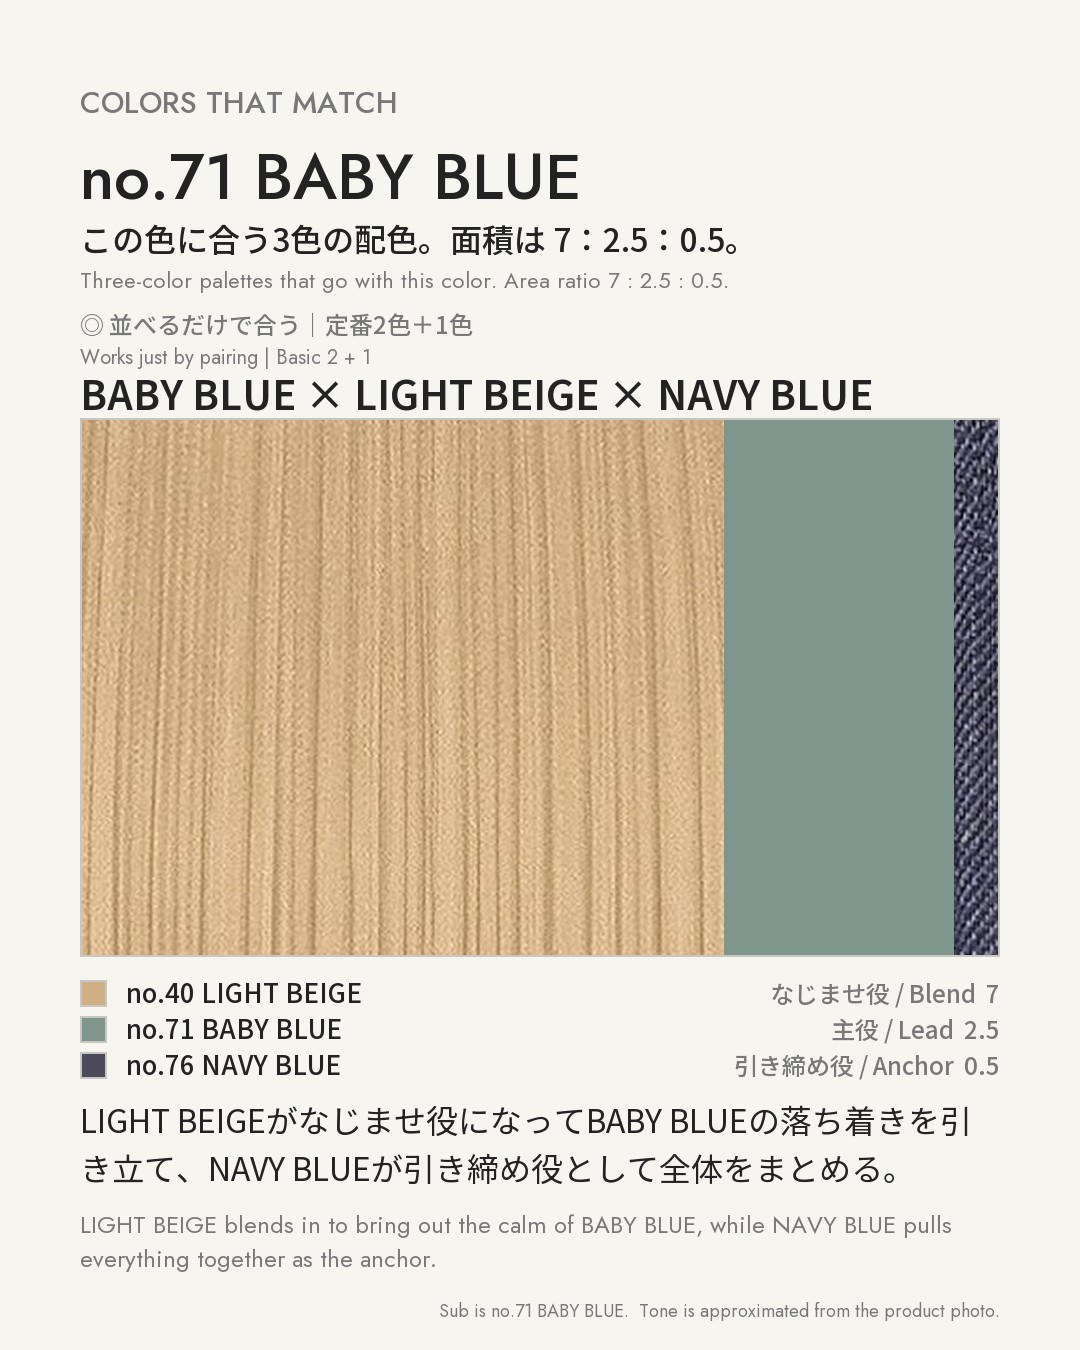 COLORS THAT MATCH
no.71 BABY BLUE
この色に合う3色の配色。面積は 7：2.5：0.5。
Three-color palettes that go with this color. Area ratio 7 : 2.5 : 0.5.
◎ 並べるだけで合う｜定番2色＋1色
Works just by pairing | Basic 2 + 1
BABY BLUE × LIGHT BEIGE × NAVY BLUE
no.40 LIGHT BEIGE なじませ役 / Blend 7
no.71 BABY BLUE 主役 / Lead 2.5
no.76 NAVY BLUE 引き締め役 / Anchor 0.5
LIGHT BEIGEがなじませ役になってBABY BLUEの落ち着きを引
き立て、NAVY BLUEが引き締め役として全体をまとめる。
LIGHT BEIGE blends in to bring out the calm of BABY BLUE, while NAVY BLUE pulls
everything together as the anchor.
Sub is no.71 BABY BLUE. Tone is approximated from the product photo.